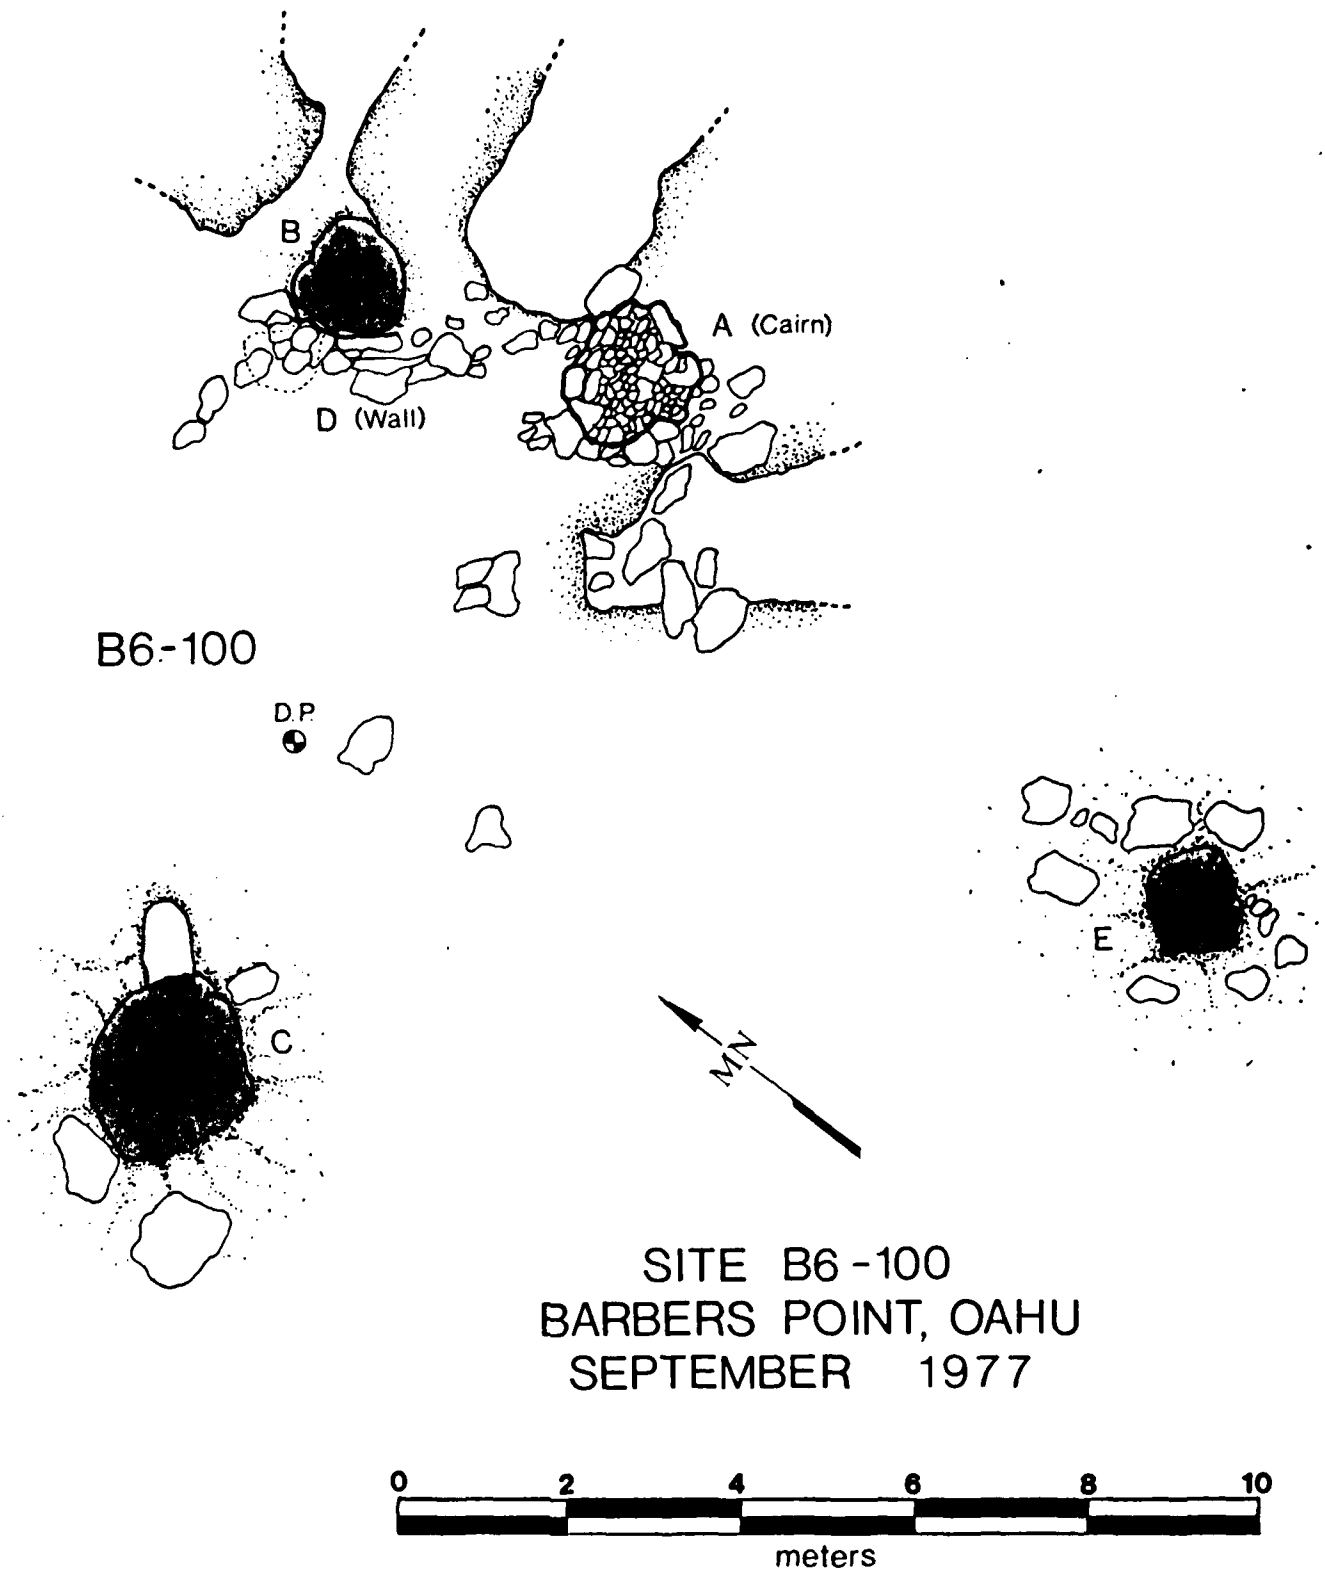 B
A (Cairn)
D (Wall)
B6-100
D.P.
E
C
MN
SITE B6-100
BARBERS POINT, OAHU
SEPTEMBER 1977
0 2 4 6 8 10
meters